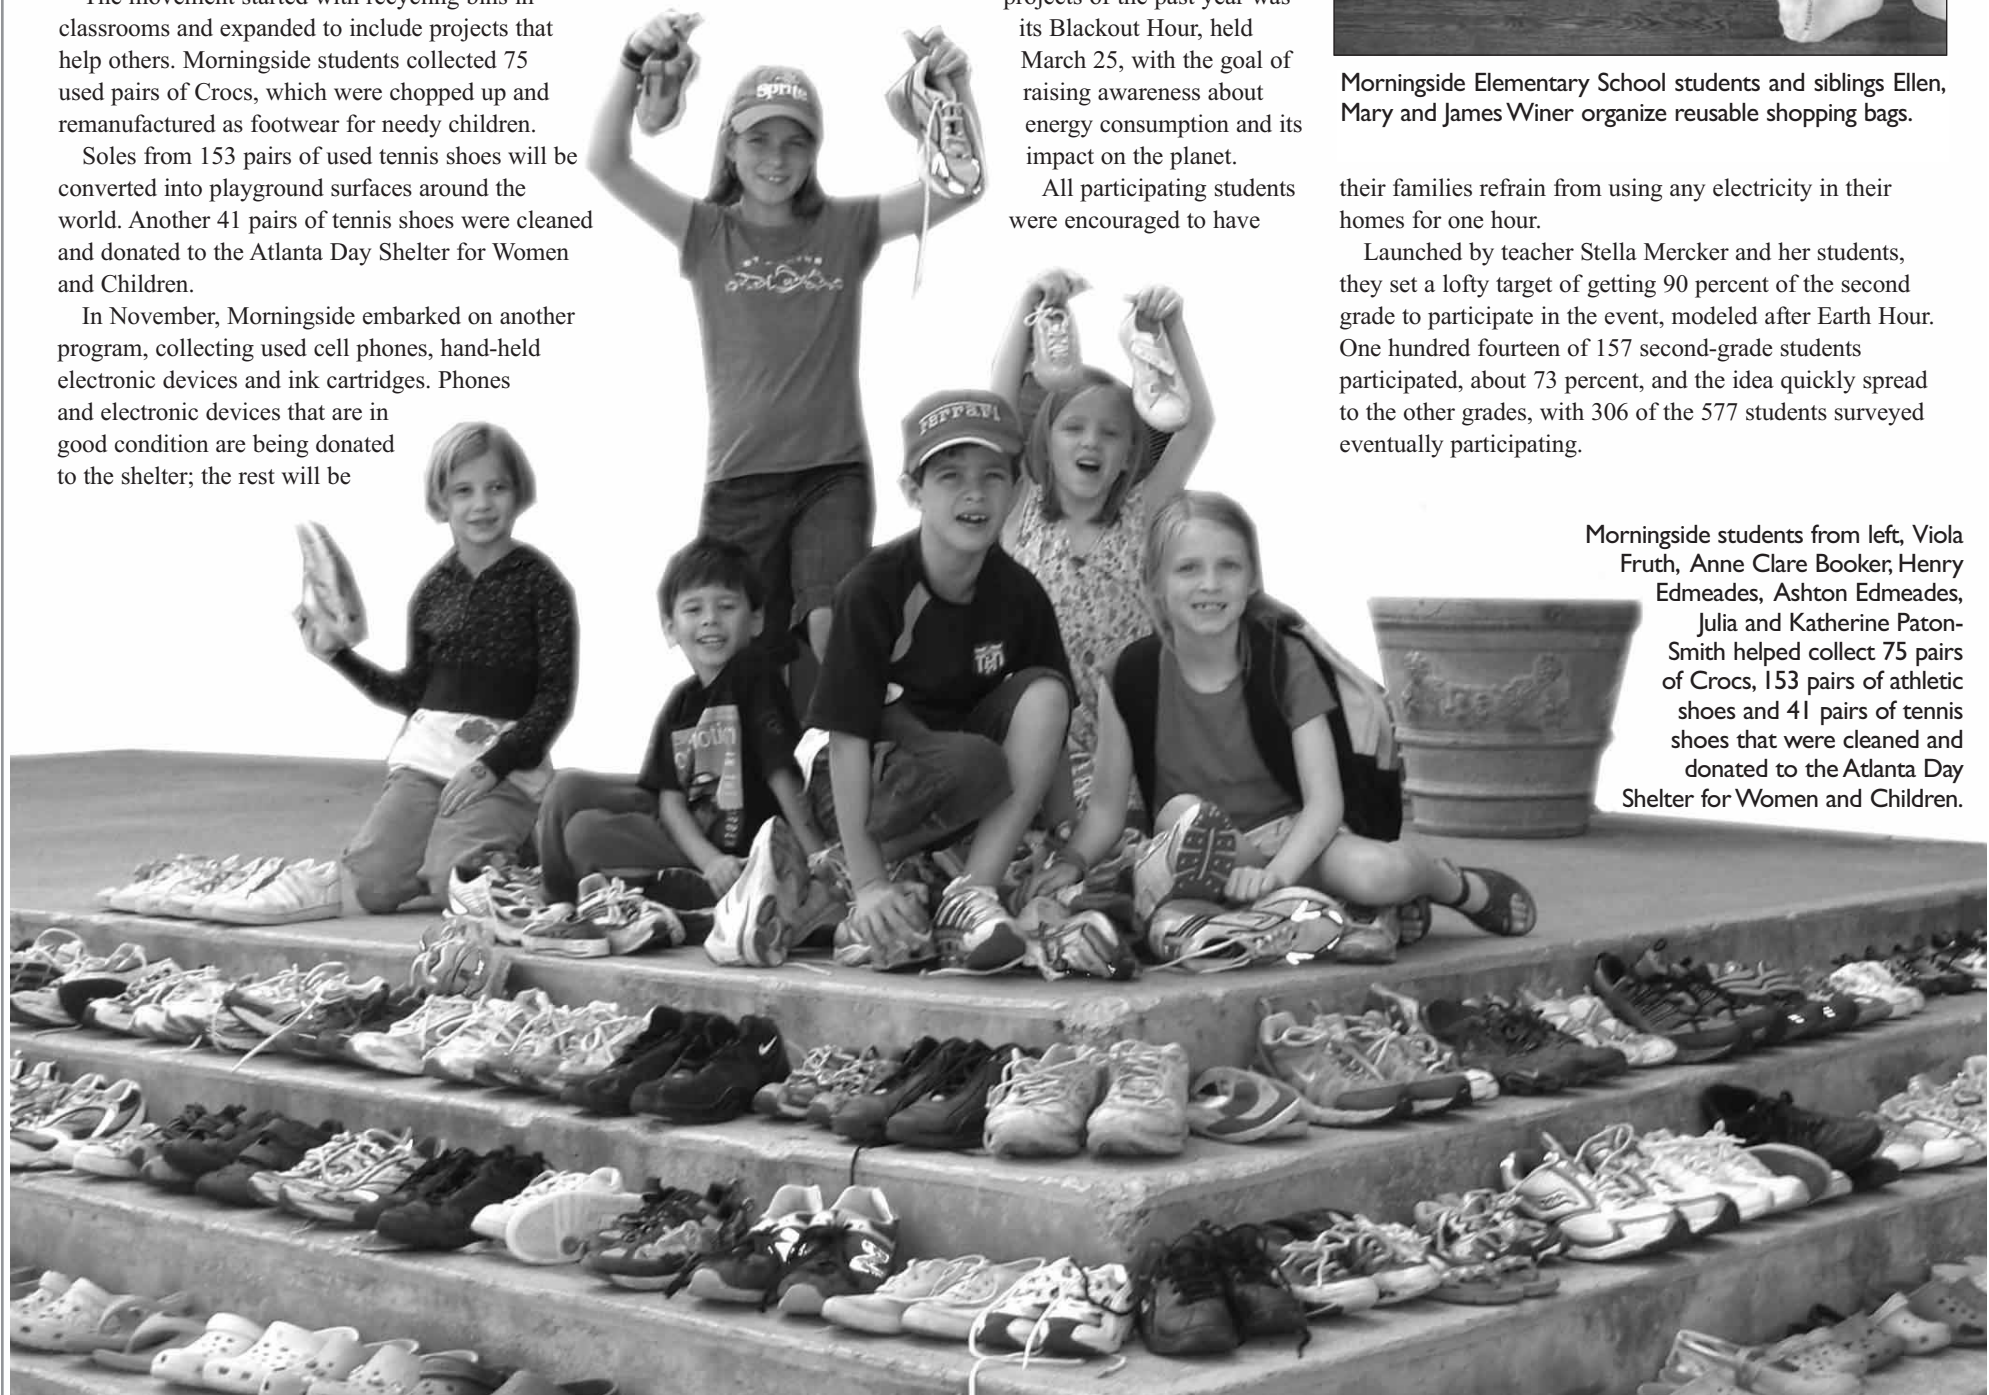 The movement started with recycling bins in
classrooms and expanded to include projects that
help others. Morningside students collected 75
used pairs of Crocs, which were chopped up and
remanufactured as footwear for needy children.
Soles from 153 pairs of used tennis shoes will be
converted into playground surfaces around the
world. Another 41 pairs of tennis shoes were cleaned
and donated to the Atlanta Day Shelter for Women
and Children.
In November, Morningside embarked on another
program, collecting used cell phones, hand-held
electronic devices and ink cartridges. Phones
and electronic devices that are in
good condition are being donated
to the shelter; the rest will be
projects of the past year was
its Blackout Hour, held
March 25, with the goal of
raising awareness about
energy consumption and its
impact on the planet.
All participating students
were encouraged to have
Morningside Elementary School students and siblings Ellen,
Mary and James Winer organize reusable shopping bags.
their families refrain from using any electricity in their
homes for one hour.
Launched by teacher Stella Mercker and her students,
they set a lofty target of getting 90 percent of the second
grade to participate in the event, modeled after Earth Hour.
One hundred fourteen of 157 second-grade students
participated, about 73 percent, and the idea quickly spread
to the other grades, with 306 of the 577 students surveyed
eventually participating.
Morningside students from left, Viola
Fruth, Anne Clare Booker, Henry
Edmeades, Ashton Edmeades,
Julia and Katherine Paton-
Smith helped collect 75 pairs
of Crocs, 153 pairs of athletic
shoes and 41 pairs of tennis
shoes that were cleaned and
donated to the Atlanta Day
Shelter for Women and Children.
Sprite
Ferrari